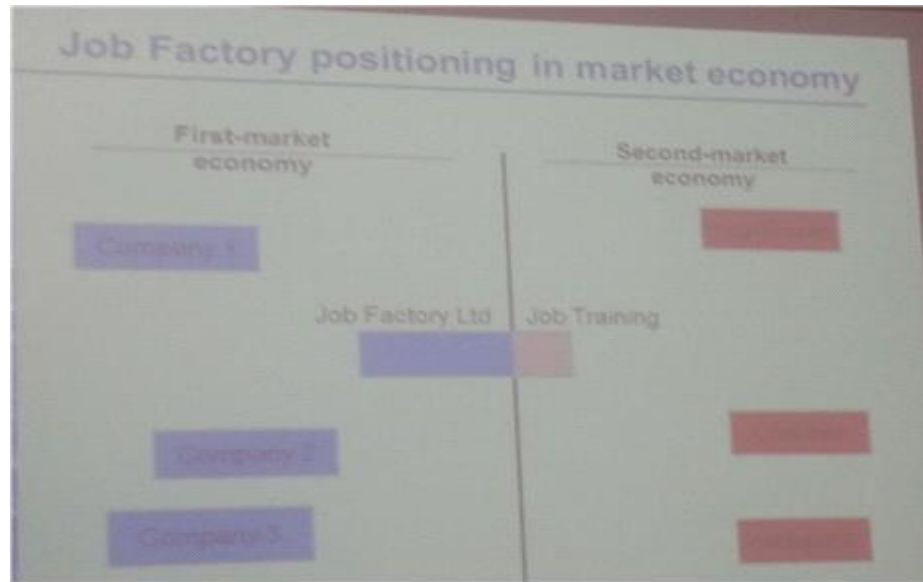 Job Factory positioning in market economy
First-market
economy
Second-market
economy
Company 1
Job Factory Ltd
Job Training
Company 2
Company 3